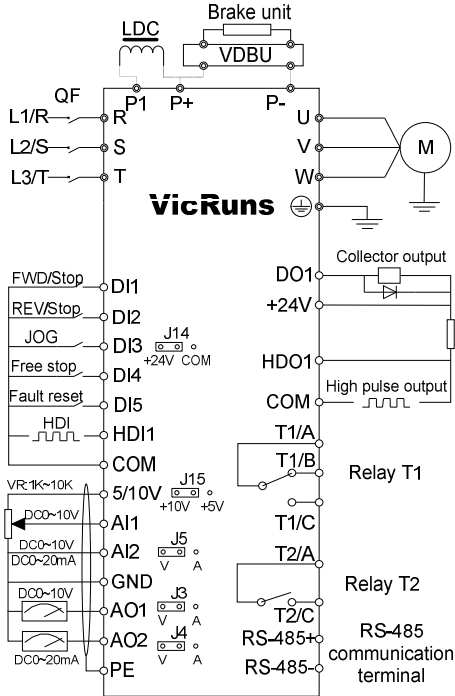 Brake unit
LDC
VDBU
QF
P1 P+ P-
L1/R R U
L2/S S V M
L3/T T W
VicRuns
FWD/Stop DI1 DO1 Collector output
REV/Stop DI2 +24V
JOG DI3 J14
+24V COM
Free stop DI4 HDO1
Fault reset DI5 COM High pulse output
HDI HDI1 T1/A
COM T1/B Relay T1
VR:1K~10K 5/10V J15
+10V +5V
DC0~10V AI1 T1/C
DC0~10V AI2 J5 T2/A
DC0~20mA V A
GND Relay T2
DC0~10V AO1 J3
V A T2/C
AO2 J4 RS-485+ RS-485
DC0~20mA V A communication
PE RS-485- terminal